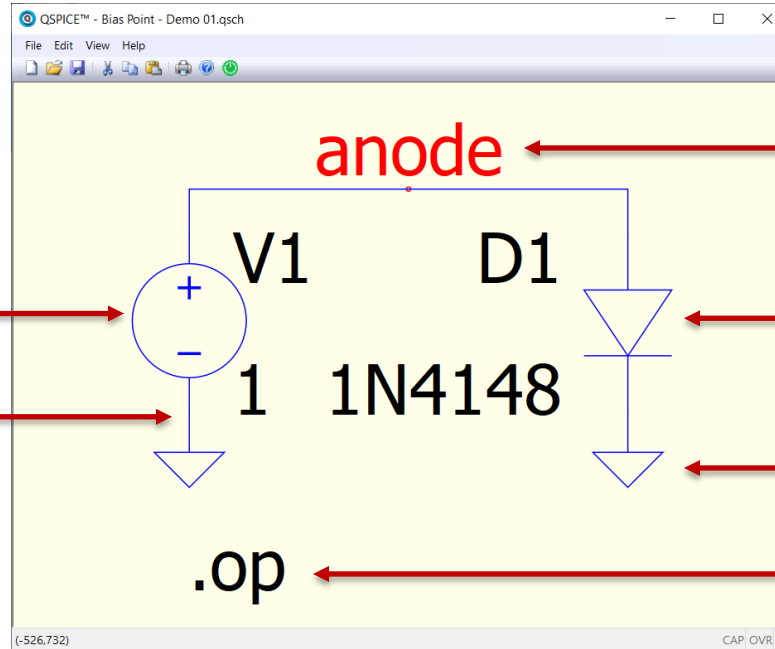 QSPICE™ - Bias Point - Demo 01.qsch
File Edit View Help
anode
V1 D1
+
−
1 1N4148
.op
(-526,732) CAP OVR